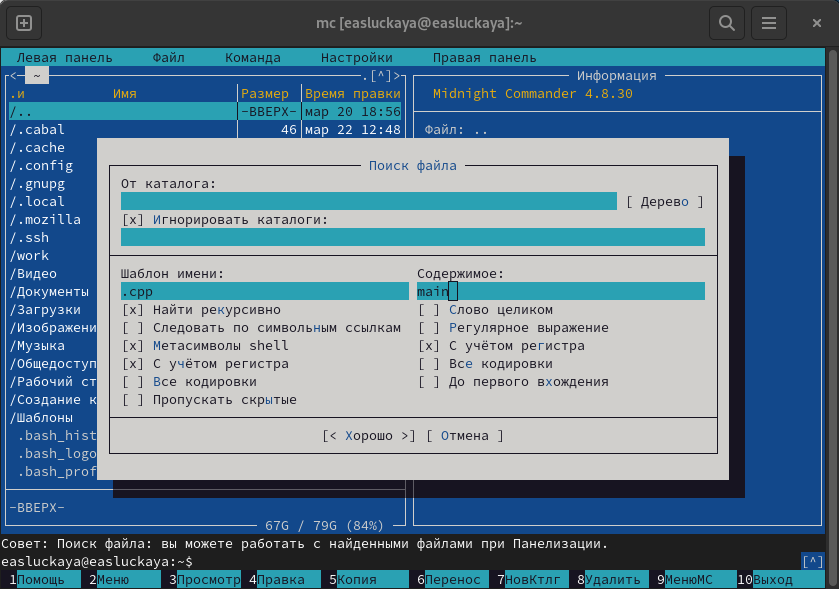 mc [easluckaya@easluckaya]:~
Левая панель Файл Команда Настройки Правая панель
<— ~ .[^]> Информация
.и Имя Размер Время правки Midnight Commander 4.8.30
/.. -ВВЕРХ- мар 20 18:56
/.cabal 46 мар 22 12:48 Файл: ..
/.cache
/.config Поиск файла
/.gnupg От каталога:
/.local [ Дерево ]
/.mozilla [x] Игнорировать каталоги:
/.ssh
/work
/Видео Шаблон имени: Содержимое:
/Документы .cpp main
/Загрузки [x] Найти рекурсивно [ ] Слово целиком
/Изображени [ ] Следовать по символьным ссылкам [ ] Регулярное выражение
/Музыка [x] Метасимволы shell [x] С учётом регистра
/Общедоступ [x] С учётом регистра [ ] Все кодировки
/Рабочий ст [ ] Все кодировки [ ] До первого вхождения
/Создание к [ ] Пропускать скрытые
/Шаблоны
.bash_hist [< Хорошо >] [ Отмена ]
.bash_logo
.bash_prof
-ВВЕРХ-
67G / 79G (84%)
Совет: Поиск файла: вы можете работать с найденными файлами при Панелизации.
easluckaya@easluckaya:~$ [^]
1Помощь 2Меню 3Просмотр 4Правка 5Копия 6Перенос 7НовКтлг 8Удалить 9МенюМС 10Выход